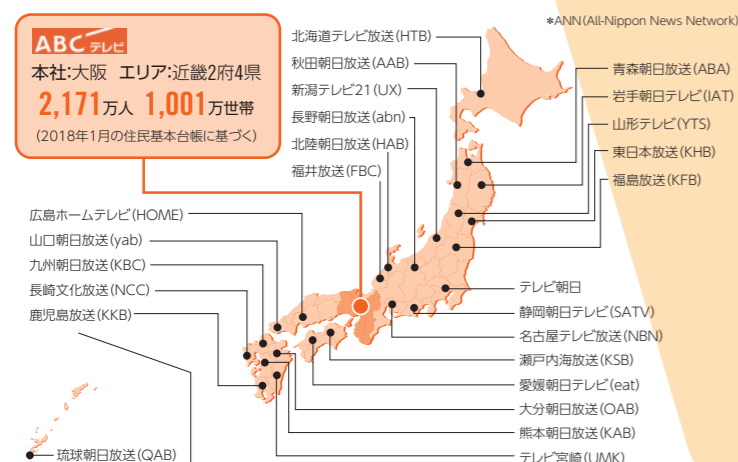 *ANN(All-Nippon News Network)
ABCテレビ
本社:大阪 エリア:近畿2府4県
2,171万人 1,001万世帯
(2018年1月の住民基本台帳に基づく)
北海道テレビ放送(HTB)
秋田朝日放送(AAB)
新潟テレビ21(UX)
長野朝日放送(abn)
北陸朝日放送(HAB)
福井放送(FBC)
青森朝日放送(ABA)
岩手朝日テレビ(IAT)
山形テレビ(YTS)
東日本放送(KHB)
福島放送(KFB)
広島ホームテレビ(HOME)
山口朝日放送(yab)
九州朝日放送(KBC)
長崎文化放送(NCC)
鹿児島放送(KKB)
テレビ朝日
静岡朝日テレビ(SATV)
名古屋テレビ放送(NBN)
瀬戸内海放送(KSB)
愛媛朝日テレビ(eat)
大分朝日放送(OAB)
熊本朝日放送(KAB)
テレビ宮崎(UMK)
琉球朝日放送(QAB)